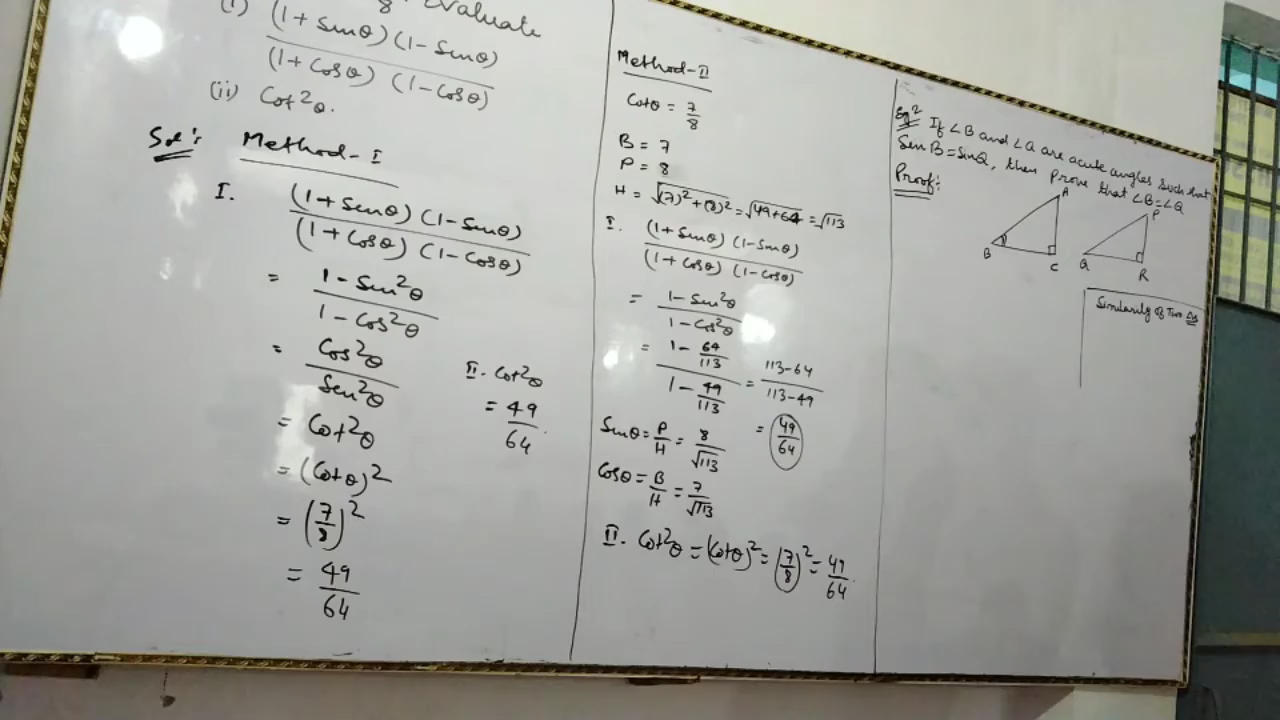 (i) (1 + Sinθ) (1 - Sinθ) / (1 + Cosθ) (1 - Cosθ)
8 Evaluate
(ii) Cot²θ.
Solⁿ:
Method-I
I. (1 + Sinθ) (1 - Sinθ) / (1 + Cosθ) (1 - Cosθ)
= 1 - Sin²θ / 1 - Cos²θ
= Cos²θ / Sin²θ
= Cot²θ
= (Cotθ)²
= (7/8)²
= 49/64
II. Cot²θ
= 49/64.
Method-II
Cotθ = 7/8
B = 7
P = 8
H = √(7)² + (8)² = √49+64 = √113
I. (1 + Sinθ) (1 - Sinθ) / (1 + Cosθ) (1 - Cosθ)
= 1 - Sin²θ / 1 - Cos²θ
= 1 - 64/113 / 1 - 49/113 = 113-64 / 113-49
= 49/64
Sinθ = P/H = 8/√113
Cosθ = B/H = 7/√113
II. Cot²θ = (Cotθ)² = (7/8)² = 49/64.
Eg 2 If ∠B and ∠Q are acute angles such that
SinB = SinQ, then prove that ∠B = ∠Q
Proof:
A
B
C
P
Q
R
Similarity of Two Δs